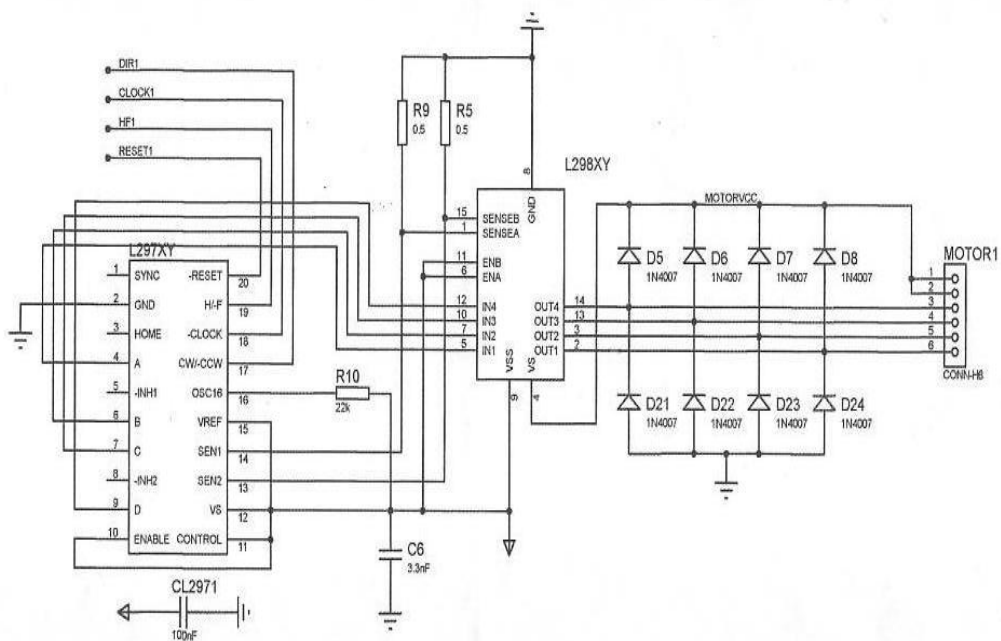 DIR1
CLOCK1
HF1
RESET1
R9
0.5
R5
0.5
L298XY
8
GND
15 SENSEB
1 SENSEA
11 ENB
6 ENA
12 IN4
10 IN3
7 IN2
5 IN1
OUT4 14
OUT3 13
OUT2 3
OUT1 2
VSS
9
VS
4
MOTORVCC
D5
1N4007
D6
1N4007
D7
1N4007
D8
1N4007
D21
1N4007
D22
1N4007
D23
1N4007
D24
1N4007
MOTOR1
1
2
3
4
5
6
CONN-H6
L297XY
1 SYNC
2 GND
3 HOME
4 A
5 -INH1
6 B
7 C
8 -INH2
9 D
10 ENABLE
-RESET 20
H/-F 19
-CLOCK 18
CW/-CCW 17
OSC16 16
VREF 15
SEN1 14
SEN2 13
VS 12
CONTROL 11
R10
22k
C6
3.3nF
CL2971
100nF